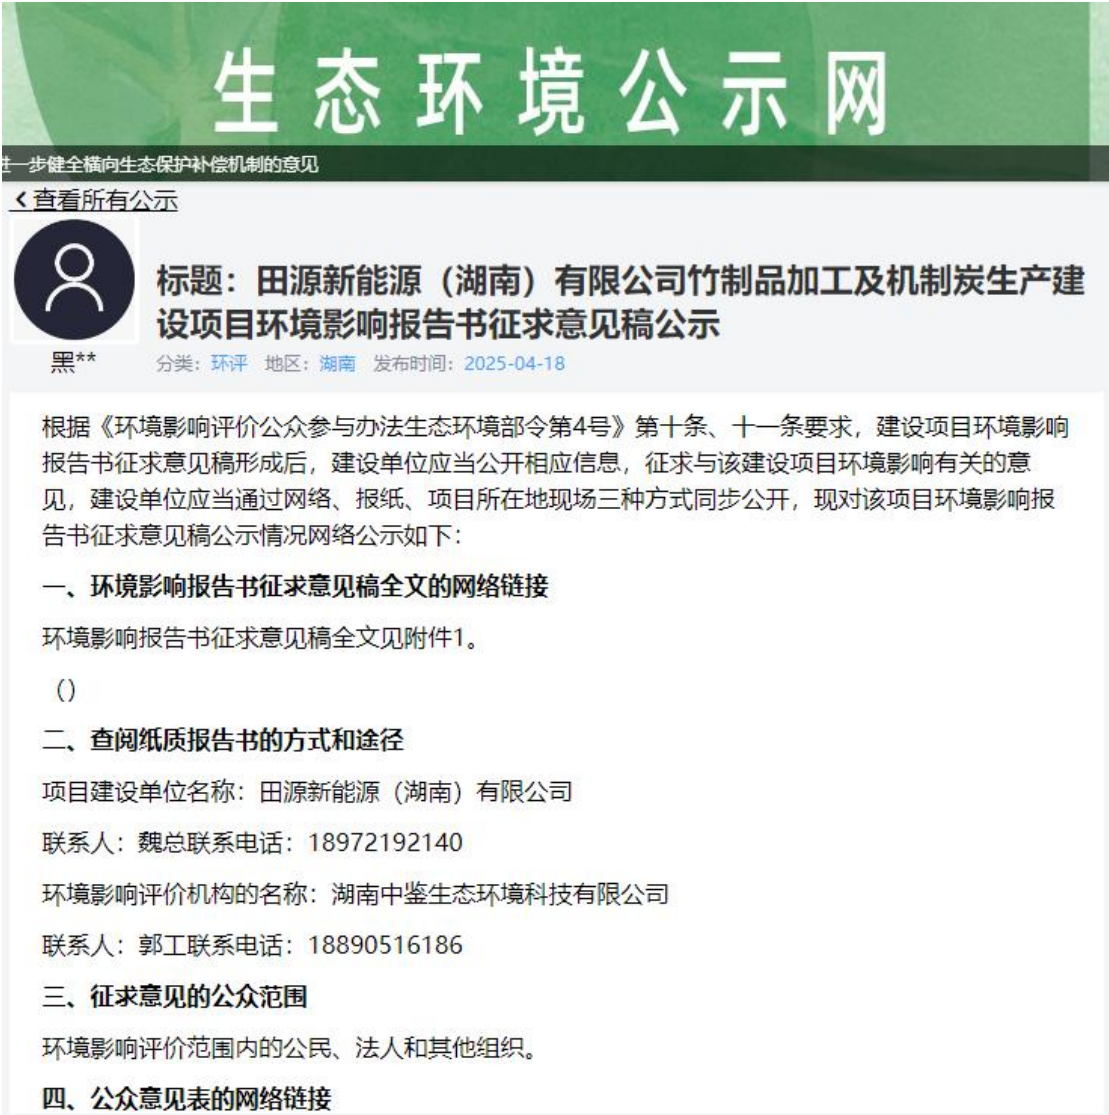 生态环境公示网
进一步健全横向生态保护补偿机制的意见
查看所有公示
标题：田源新能源（湖南）有限公司竹制品加工及机制炭生产建
设项目环境影响报告书征求意见稿公示
黑**
分类：环评 地区：湖南 发布时间：2025-04-18
根据《环境影响评价公众参与办法生态环境部令第4号》第十条、十一条要求，建设项目环境影响
报告书征求意见稿形成后，建设单位应当公开相应信息，征求与该建设项目环境影响有关的意
见，建设单位应当通过网络、报纸、项目所在地现场三种方式同步公开，现对该项目环境影响报
告书征求意见稿公示情况网络公示如下：
一、环境影响报告书征求意见稿全文的网络链接
环境影响报告书征求意见稿全文见附件1。
（）
二、查阅纸质报告书的方式和途径
项目建设单位名称：田源新能源（湖南）有限公司
联系人：魏总联系电话：18972192140
环境影响评价机构的名称：湖南中鉴生态环境科技有限公司
联系人：郭工联系电话：18890516186
三、征求意见的公众范围
环境影响评价范围内的公民、法人和其他组织。
四、公众意见表的网络链接